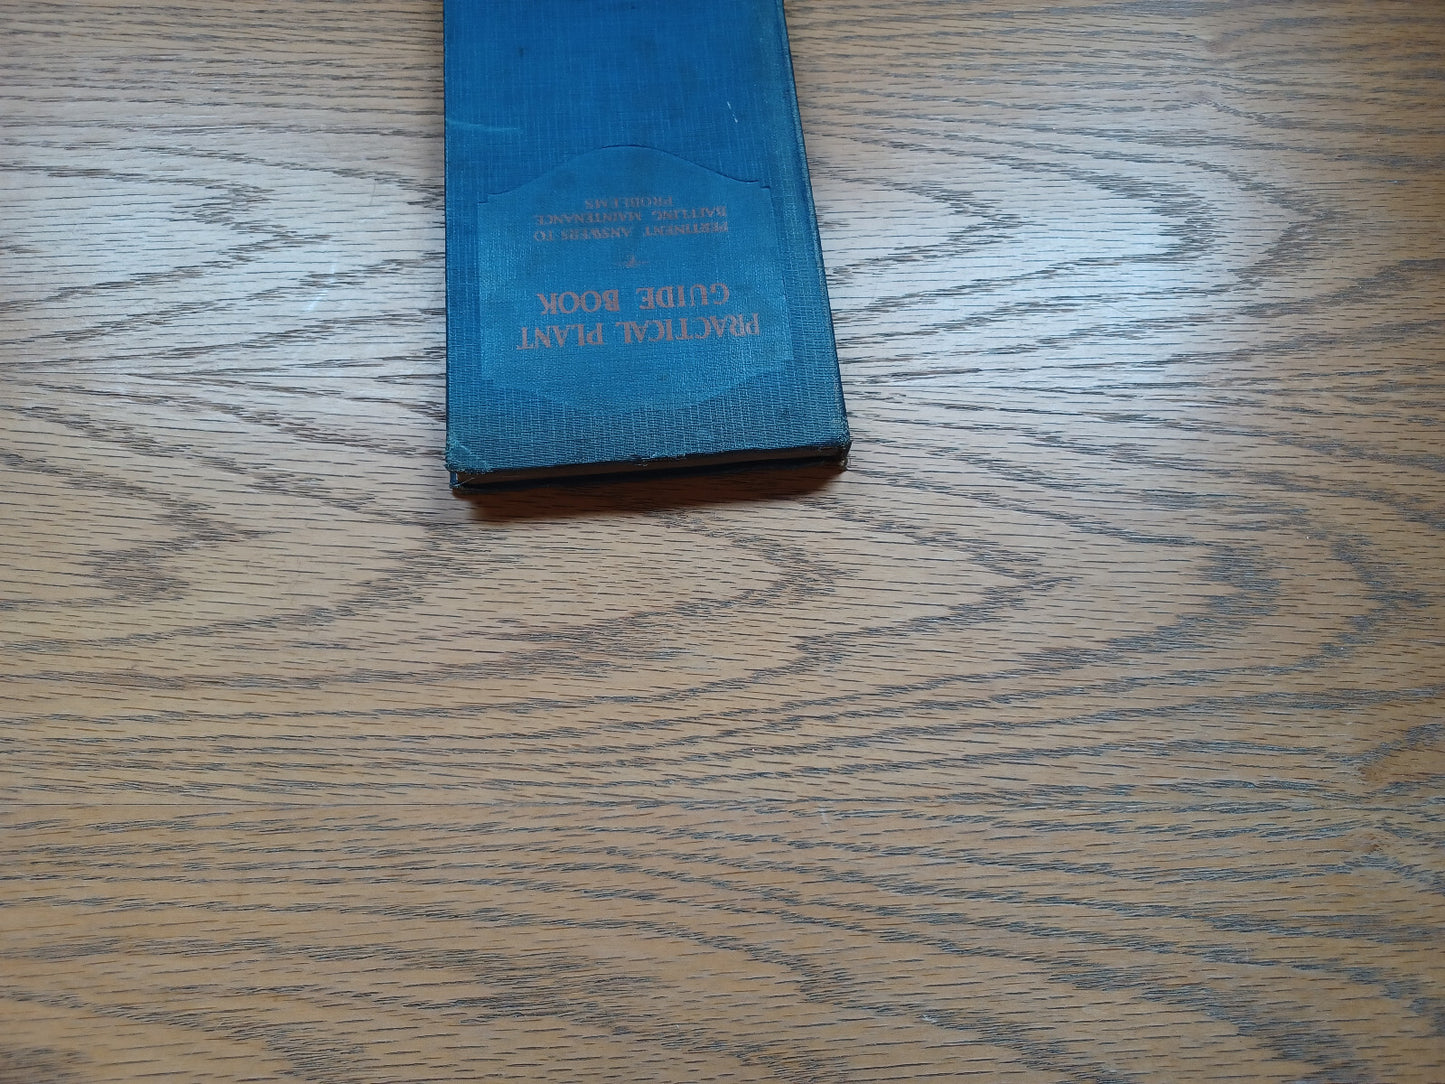 PRACTICAL PLANT
GUIDE BOOK
PERTINENT ANSWERS TO
BAFFLING MAINTENANCE
PROBLEMS